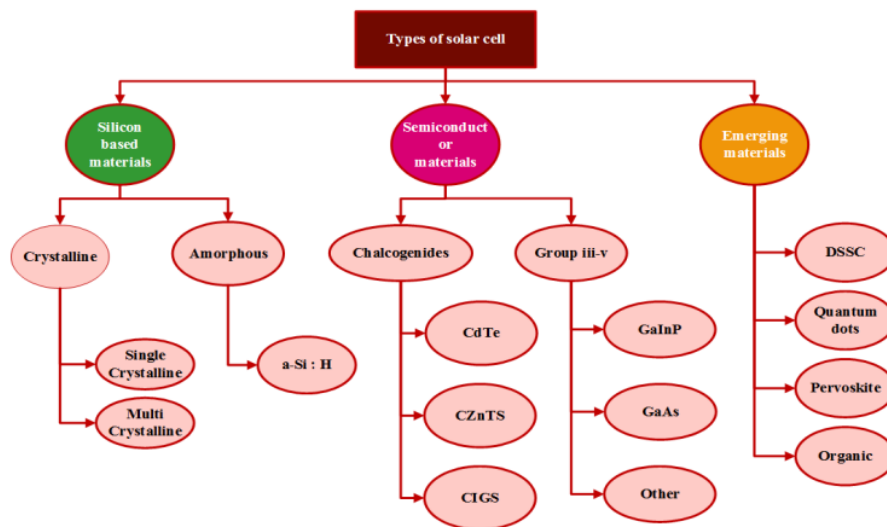 Types of solar cell
Silicon
based
materials
Semiconduct
or
materials
Emerging
materials
Crystalline
Amorphous
Chalcogenides
Group iii-v
DSSC
Quantum
dots
Pervoskite
Organic
CdTe
GaInP
Single
Crystalline
a-Si : H
Multi
Crystalline
CZnTS
GaAs
CIGS
Other